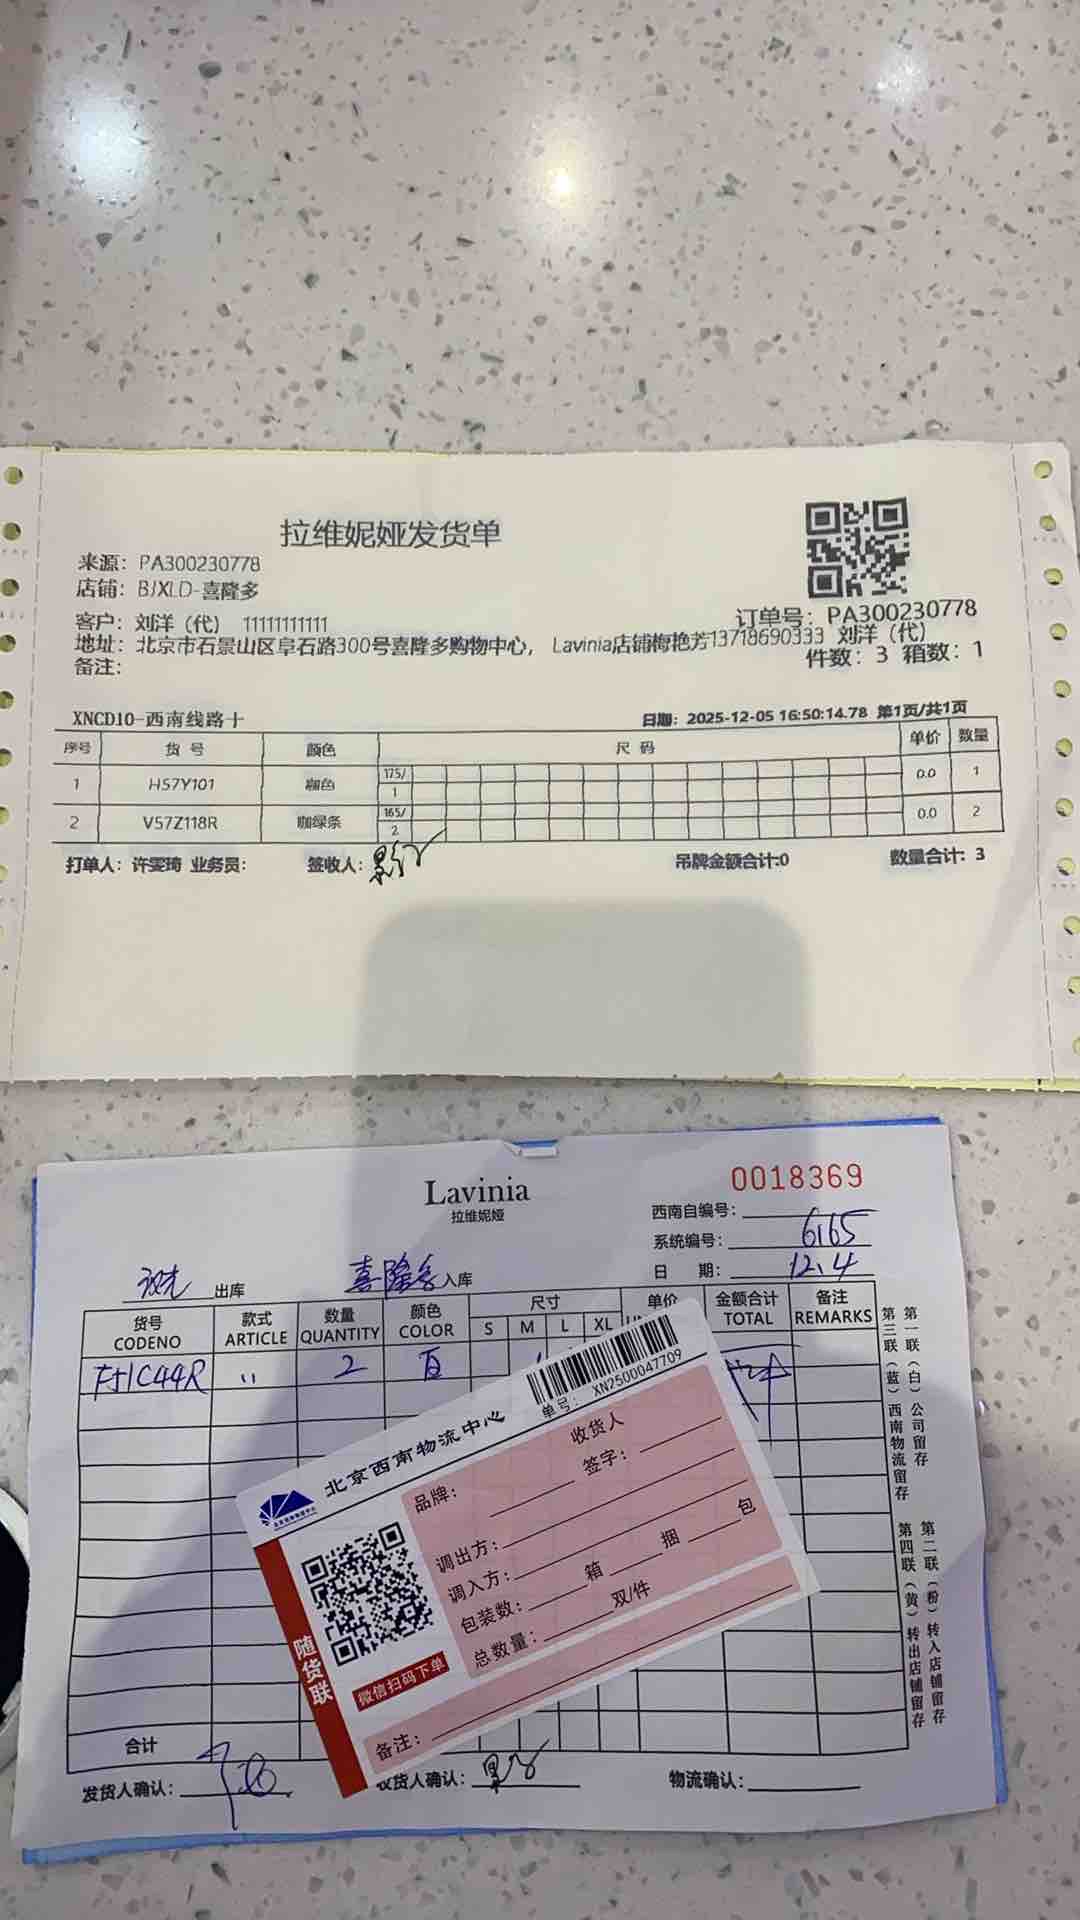 拉维妮娅发货单
来源：PA300230778
店铺：BJXLD-喜隆多
客户：刘洋（代） 11111111111
订单号：PA300230778
地址：北京市石景山区阜石路300号喜隆多购物中心， Lavinia店铺梅艳芳13718690333 刘洋（代）
备注：
件数：3 箱数：1
XNCD10-西南线路十
日期：2025-12-05 16:50:14.78 第1页/共1页
序号 货号 颜色 尺码 单价 数量
1 H57Y101 咖色 175/ 1 0.0 1
2 V57Z118R 咖绿条 165/ 2 0.0 2
打单人：许雯琦 业务员： 签收人： 吊牌金额合计:0 数量合计：3
Lavinia
拉维妮娅
0018369
西南自编号：
系统编号：6165
日 期：12.4
出库 喜隆多 入库
货号 款式 数量 颜色 尺寸 单价 金额合计 备注
CODENO ARTICLE QUANTITY COLOR S M L XL TOTAL REMARKS
1C44R 〃 2 白
合计
发货人确认： 收货人确认： 物流确认：
第一联（白）公司留存
第二联（粉）转入店铺留存
第三联（蓝）西南物流留存
第四联（黄）转出店铺留存
北京西南物流中心
单号：XN2500047709
收货人
品牌： 签字：
调出方：
调入方：
包装数： 箱 捆 包
总数量： 双/件
备注：
随货联
微信扫码下单